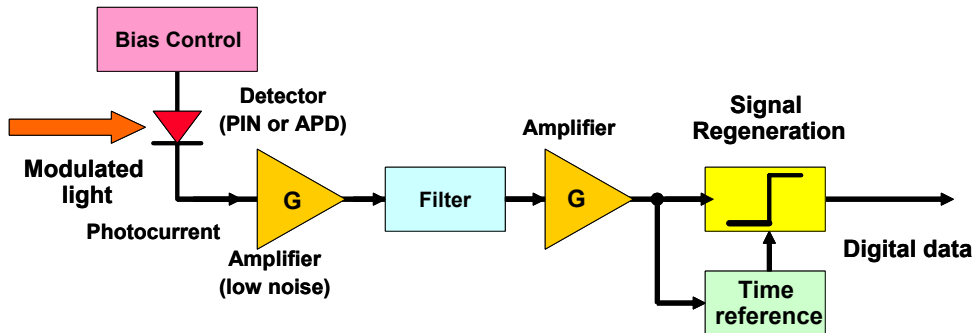 Bias Control
Detector
(PIN or APD)
Modulated
light
Photocurrent
G
Amplifier
(low noise)
Filter
Amplifier
G
Signal
Regeneration
Digital data
Time
reference